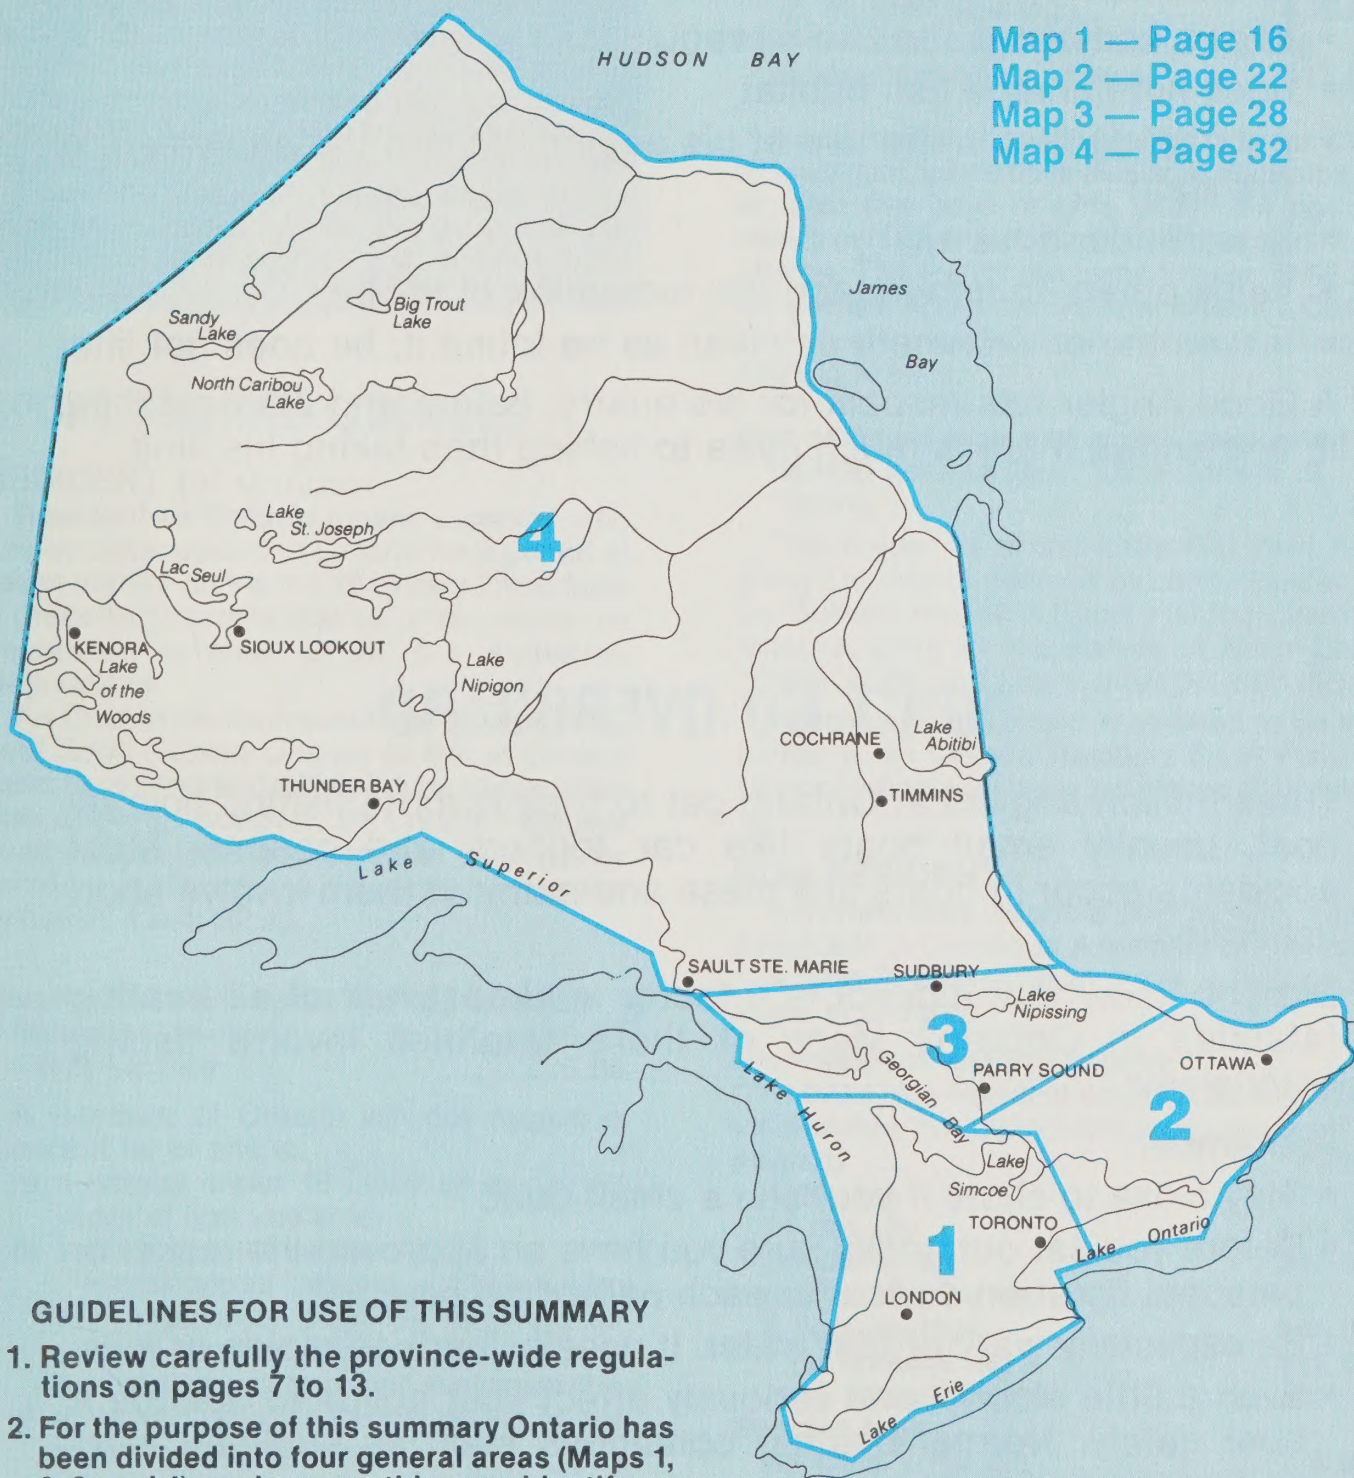 Map 1 — Page 16
Map 2 — Page 22
Map 3 — Page 28
Map 4 — Page 32
HUDSON BAY
James
Bay
Sandy
Lake
Big Trout
Lake
North Caribou
Lake
Lake
St. Joseph
4
Lac Seul
KENORA
SIOUX LOOKOUT
Lake
of the
Woods
Lake
Nipigon
COCHRANE
Lake
Abitibi
THUNDER BAY
TIMMINS
Lake Superior
SAULT STE. MARIE
SUDBURY
Lake
Nipissing
3
Georgian Bay
PARRY SOUND
OTTAWA
2
Lake Huron
Lake
Simcoe
TORONTO
1
Lake Ontario
LONDON
Lake Erie
GUIDELINES FOR USE OF THIS SUMMARY
1. Review carefully the province-wide regula-
tions on pages 7 to 13.
2. For the purpose of this summary Ontario has
been divided into four general areas (Maps 1,